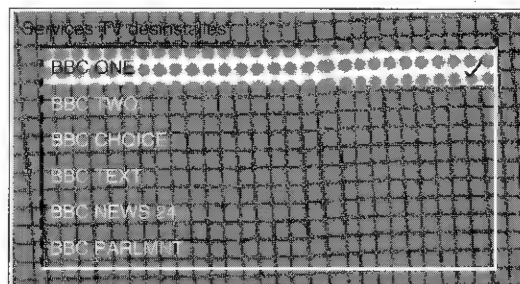 Services TV désinstallés
BBC ONE
BBC TWO
BBC CHOICE
BBC TEXT
BBC NEWS 24
BBC PARLMNT